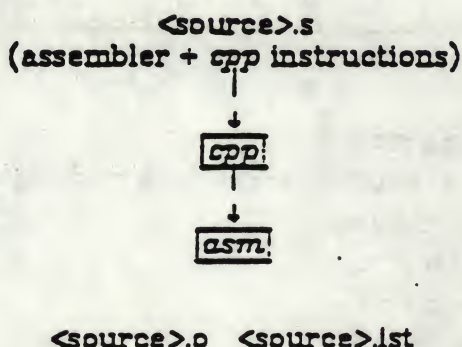 <source>.s
(assembler + cpp instructions)
cpp
asm
<source>.o <source>.lst